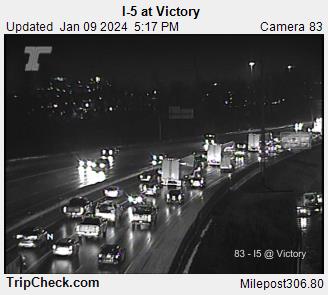 I-5 at Victory
Updated Jan 09 2024 5:17 PM Camera 83
T
N
83 - I5 @ Victory
TripCheck.com Milepost306.80